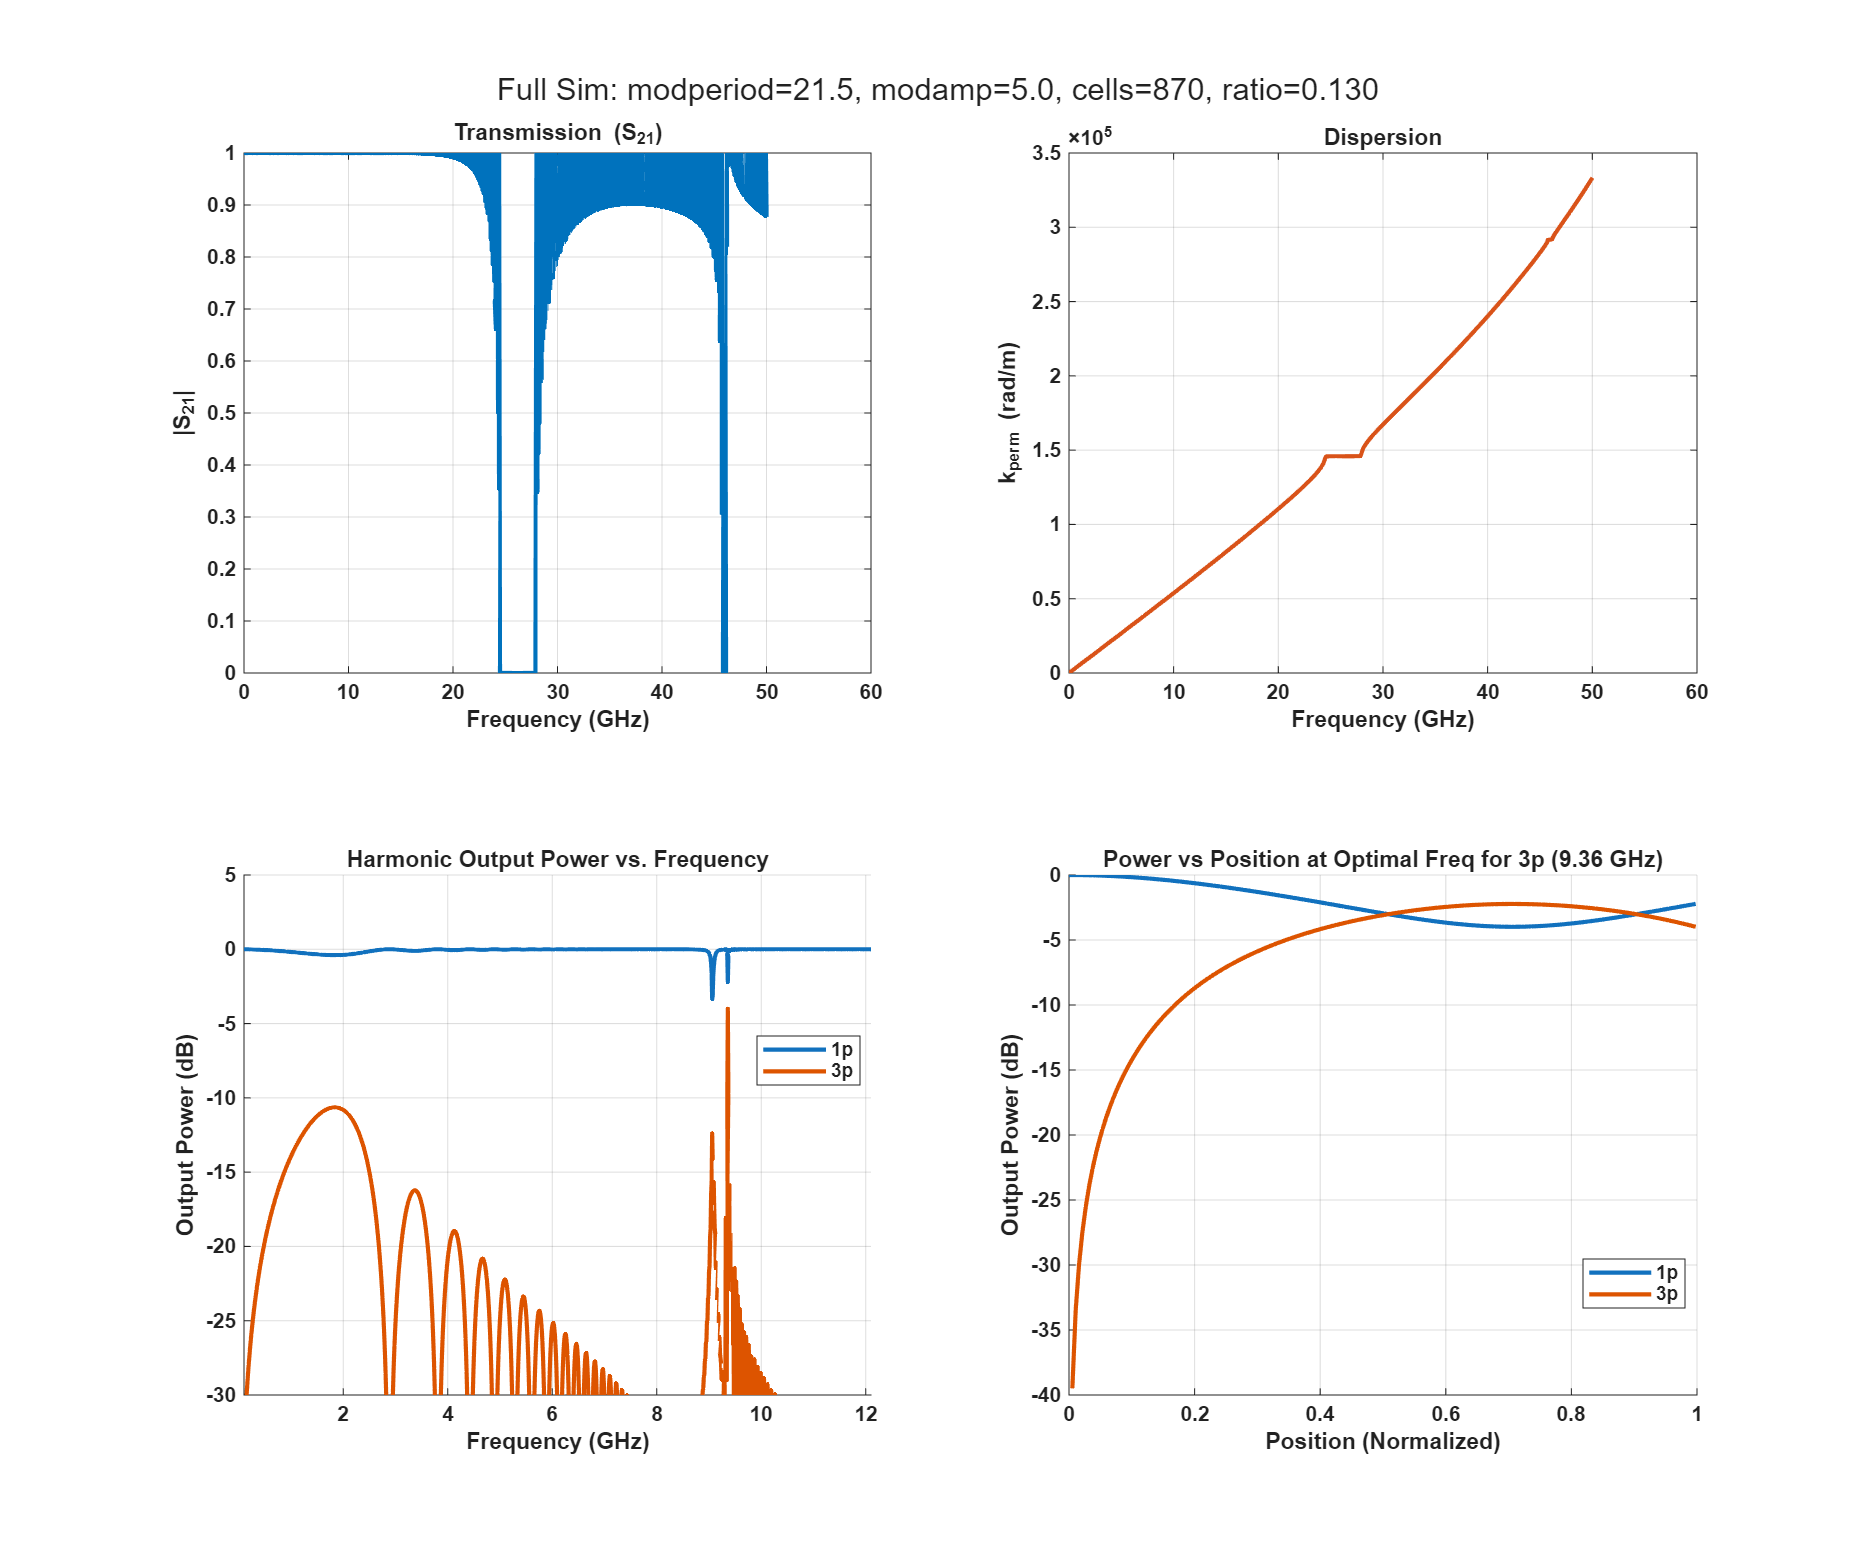 Full Sim: modperiod=21.5, modamp=5.0, cells=870, ratio=0.130
Transmission (S21)
1
0.9
0.8
0.7
0.6
0.5
0.4
0.3
0.2
0.1
0
|S21|
0 10 20 30 40 50 60
Frequency (GHz)
×10^5
Dispersion
3.5
3
2.5
2
1.5
1
0.5
0
kperm (rad/m)
0 10 20 30 40 50 60
Frequency (GHz)
Harmonic Output Power vs. Frequency
5
0
-5
-10
-15
-20
-25
-30
Output Power (dB)
1p
3p
2 4 6 8 10 12
Frequency (GHz)
Power vs Position at Optimal Freq for 3p (9.36 GHz)
0
-5
-10
-15
-20
-25
-30
-35
-40
Output Power (dB)
1p
3p
0 0.2 0.4 0.6 0.8 1
Position (Normalized)